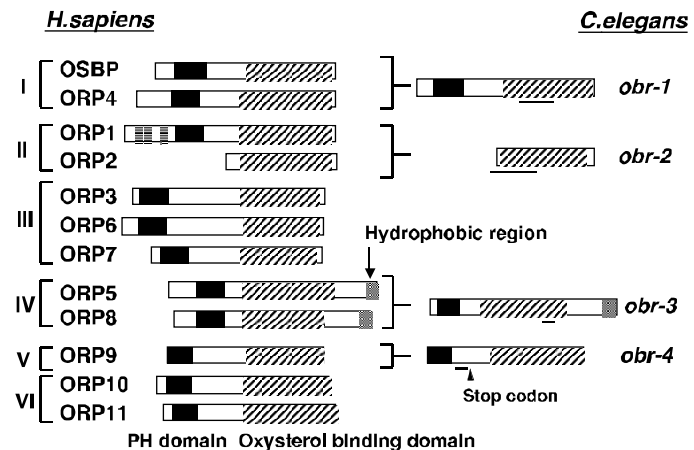 H.sapiens C.elegans
I OSBP
ORP4 obr-1
II ORP1
ORP2 obr-2
III ORP3
ORP6
ORP7
Hydrophobic region
IV ORP5
ORP8 obr-3
V ORP9 obr-4
VI ORP10
ORP11
Stop codon
PH domain Oxysterol binding domain